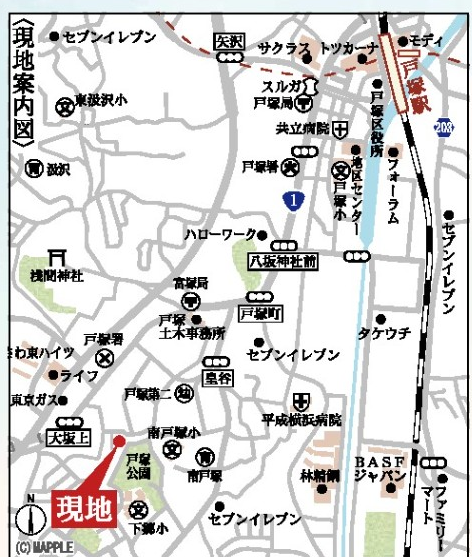 〈現地案内図〉
セブンイレブン
矢沢
サクラス
トツカーナ
モディ
戸塚駅
東汲沢小
スルガ
戸塚局
戸塚区役所
203
共立病院
汲沢
戸塚署
地区センター
戸塚小
フォーラム
1
セブンイレブン
ハローワーク
八坂神社前
浅間神社
富塚局
戸塚町
戸塚
土木事務所
タケウチ
戸塚署
セブンイレブン
さわ東ハイツ
ライフ
皇谷
戸塚第二
幼
東京ガス
平成横浜病院
大坂上
南戸塚小
戸塚
公園
南戸塚
林精鋼
BASF
ジャパン
現地
下郷小
セブンイレブン
ファミリーマート
N
(C)MAPPLE